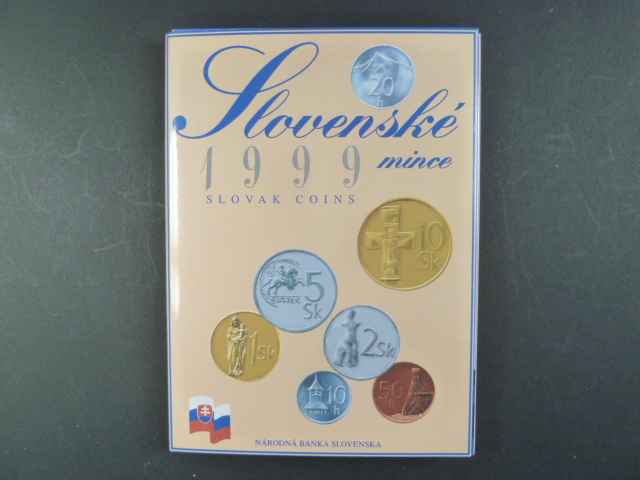 20
h
Slovenské
1999 mince
SLOVAK COINS
10
Sk
5
Sk
1 Sk
2 Sk
10
h
50
h
NÁRODNÁ BANKA SLOVENSKA